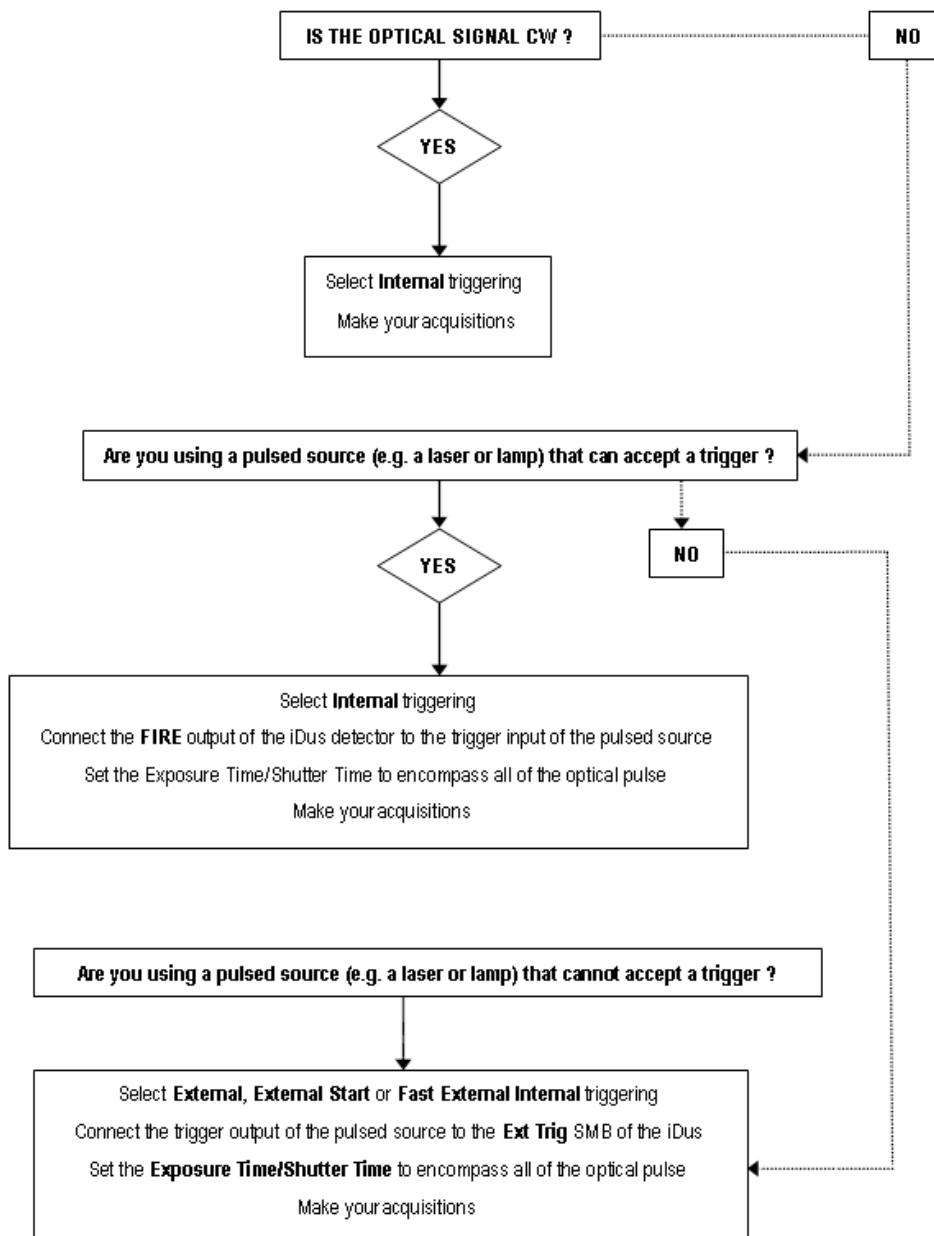 IS THE OPTICAL SIGNAL CW ?
NO
YES
Select Internal triggering
Make your acquisitions
Are you using a pulsed source (e.g. a laser or lamp) that can accept a trigger ?
YES
NO
Select Internal triggering
Connect the FIRE output of the iDus detector to the trigger input of the pulsed source
Set the Exposure Time/Shutter Time to encompass all of the optical pulse
Make your acquisitions
Are you using a pulsed source (e.g. a laser or lamp) that cannot accept a trigger ?
Select External, External Start or Fast External Internal triggering
Connect the trigger output of the pulsed source to the Ext Trig SMB of the iDus
Set the Exposure Time/Shutter Time to encompass all of the optical pulse
Make your acquisitions